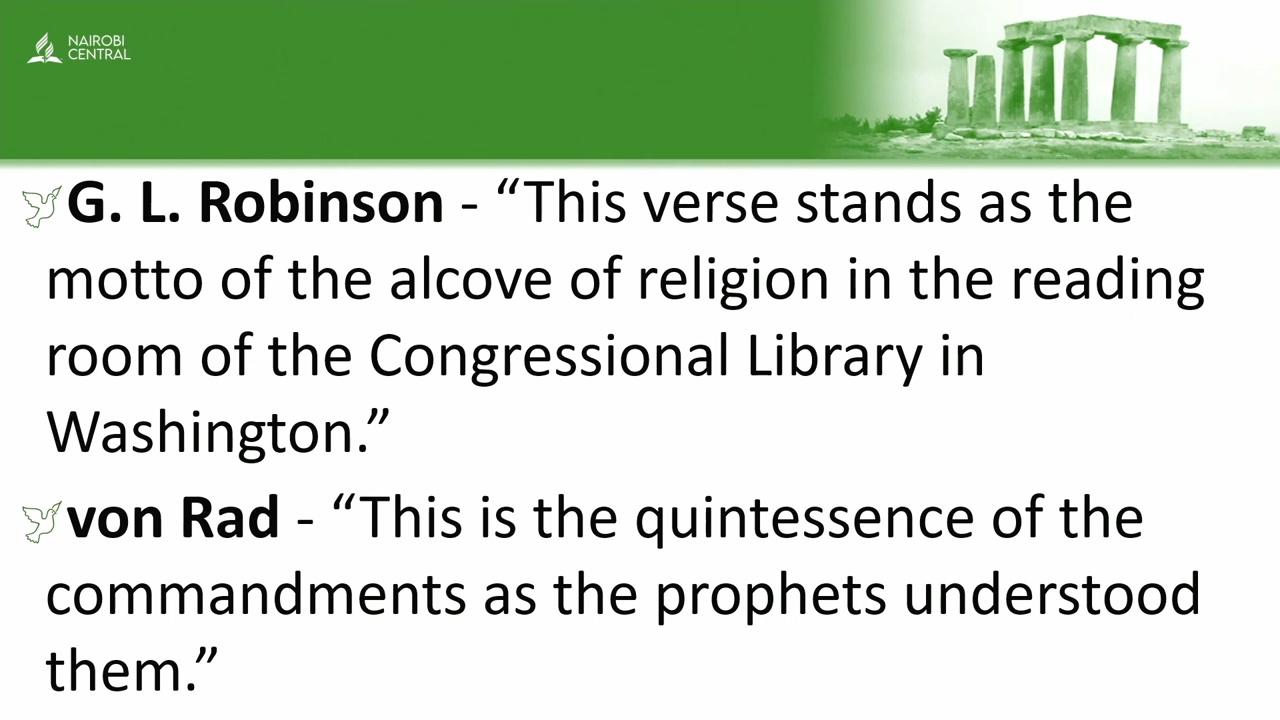 NAIROBI
CENTRAL
G. L. Robinson - “This verse stands as the
motto of the alcove of religion in the reading
room of the Congressional Library in
Washington.”
von Rad - “This is the quintessence of the
commandments as the prophets understood
them.”